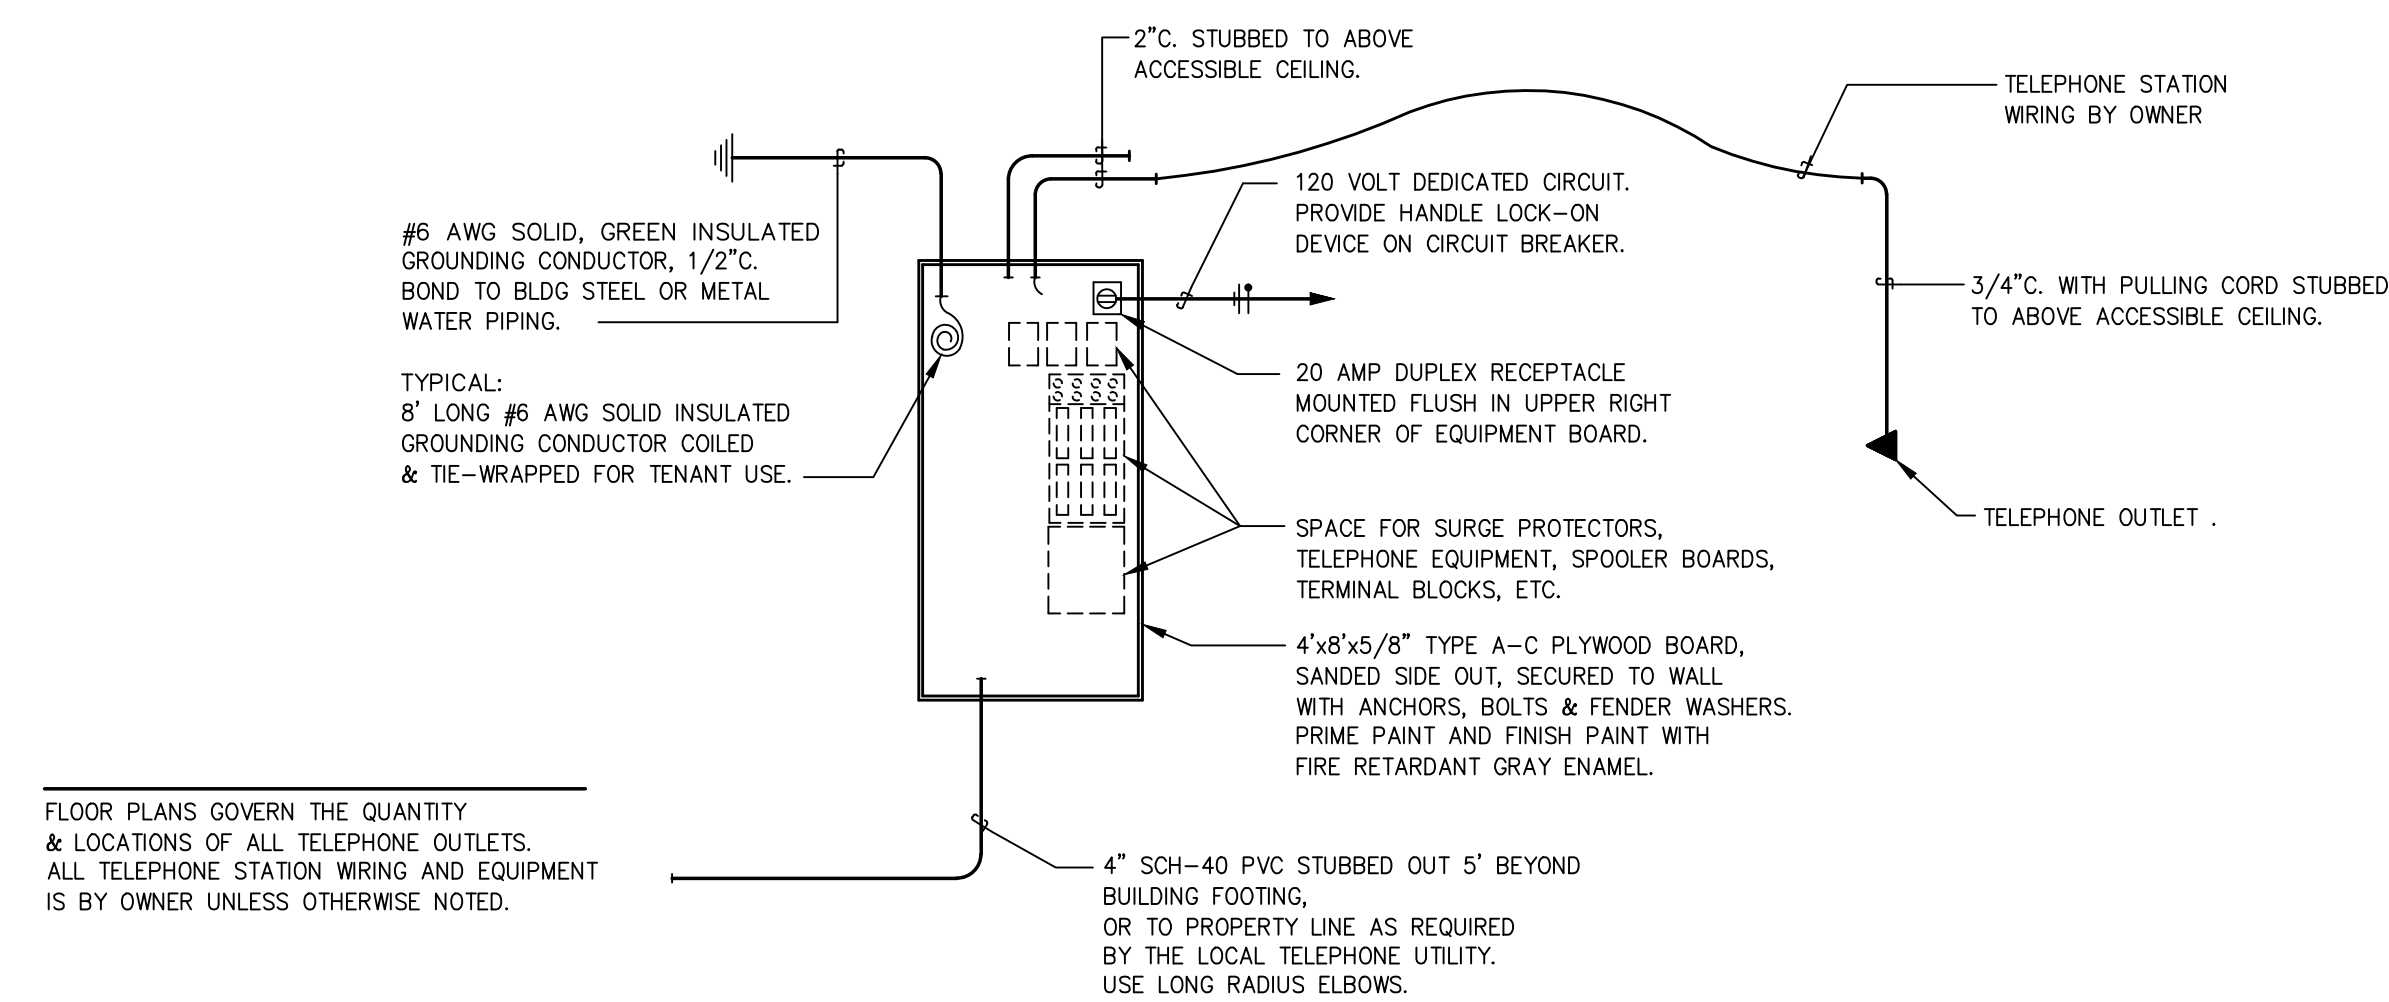 2"C. STUBBED TO ABOVE
ACCESSIBLE CEILING.
TELEPHONE STATION
WIRING BY OWNER
120 VOLT DEDICATED CIRCUIT.
PROVIDE HANDLE LOCK-ON
DEVICE ON CIRCUIT BREAKER.
#6 AWG SOLID, GREEN INSULATED
GROUNDING CONDUCTOR, 1/2"C.
BOND TO BLDG STEEL OR METAL
WATER PIPING.
3/4"C. WITH PULLING CORD STUBBED
TO ABOVE ACCESSIBLE CEILING.
TYPICAL:
8' LONG #6 AWG SOLID INSULATED
GROUNDING CONDUCTOR COILED
& TIE-WRAPPED FOR TENANT USE.
20 AMP DUPLEX RECEPTACLE
MOUNTED FLUSH IN UPPER RIGHT
CORNER OF EQUIPMENT BOARD.
TELEPHONE OUTLET .
SPACE FOR SURGE PROTECTORS,
TELEPHONE EQUIPMENT, SPOOLER BOARDS,
TERMINAL BLOCKS, ETC.
4'x8'x5/8" TYPE A-C PLYWOOD BOARD,
SANDED SIDE OUT, SECURED TO WALL
WITH ANCHORS, BOLTS & FENDER WASHERS.
PRIME PAINT AND FINISH PAINT WITH
FIRE RETARDANT GRAY ENAMEL.
FLOOR PLANS GOVERN THE QUANTITY
& LOCATIONS OF ALL TELEPHONE OUTLETS.
ALL TELEPHONE STATION WIRING AND EQUIPMENT
IS BY OWNER UNLESS OTHERWISE NOTED.
4" SCH-40 PVC STUBBED OUT 5' BEYOND
BUILDING FOOTING,
OR TO PROPERTY LINE AS REQUIRED
BY THE LOCAL TELEPHONE UTILITY.
USE LONG RADIUS ELBOWS.